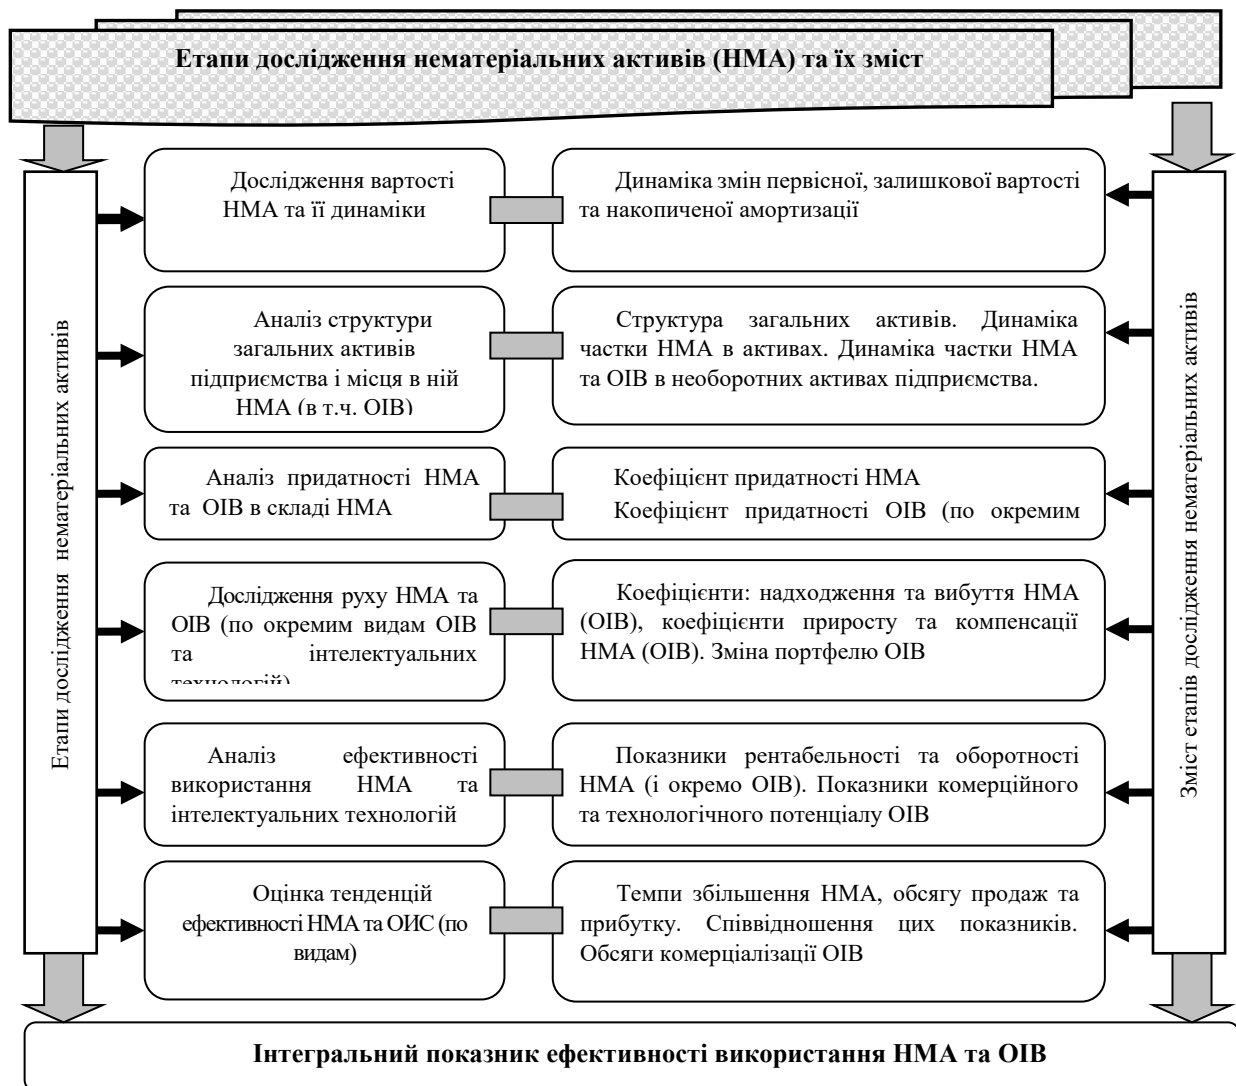 Етапи дослідження нематеріальних активів (НМА) та їх зміст
Етапи дослідження нематеріальних активів
Дослідження вартості
НМА та її динаміки
Динаміка змін первісної, залишкової вартості
та накопиченої амортизації
Аналіз структури
загальних активів
підприємства і місця в ній
НМА (в т.ч. ОІВ)
Структура загальних активів. Динаміка
частки НМА в активах. Динаміка частки НМА
та ОІВ в необоротних активах підприємства.
Аналіз придатності НМА
та ОІВ в складі НМА
Коефіцієнт придатності НМА
Коефіцієнт придатності ОІВ (по окремим
Дослідження руху НМА та
ОІВ (по окремим видам ОІВ
та інтелектуальних
технологій)
Коефіцієнти: надходження та вибуття НМА
(ОІВ), коефіцієнти приросту та компенсації
НМА (ОІВ). Зміна портфелю ОІВ
Аналіз ефективності
використання НМА та
інтелектуальних технологій
Показники рентабельності та оборотності
НМА (і окремо ОІВ). Показники комерційного
та технологічного потенціалу ОІВ
Оцінка тенденцій
ефективності НМА та ОИС (по
видам)
Темпи збільшення НМА, обсягу продаж та
прибутку. Співвідношення цих показників.
Обсяги комерціалізації ОІВ
Зміст етапів дослідження нематеріальних активів
Інтегральний показник ефективності використання НМА та ОІВ